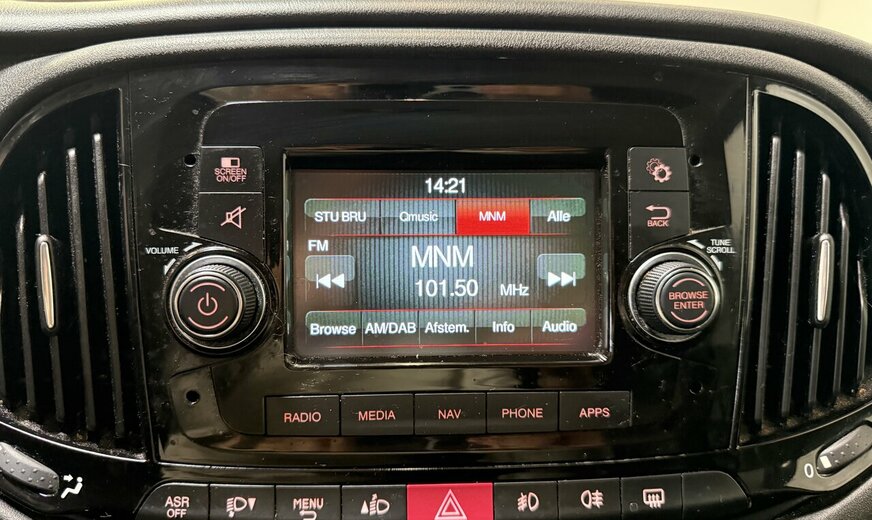 14:21
SCREEN
ON/OFF
STU BRU Qmusic MNM Alle
BACK
FM
MNM
VOLUME
TUNE
SCROLL
101.50 MHz
BROWSE
ENTER
Browse AM/DAB Afstem. Info Audio
RADIO MEDIA NAV PHONE APPS
0
ASR
OFF
MENU